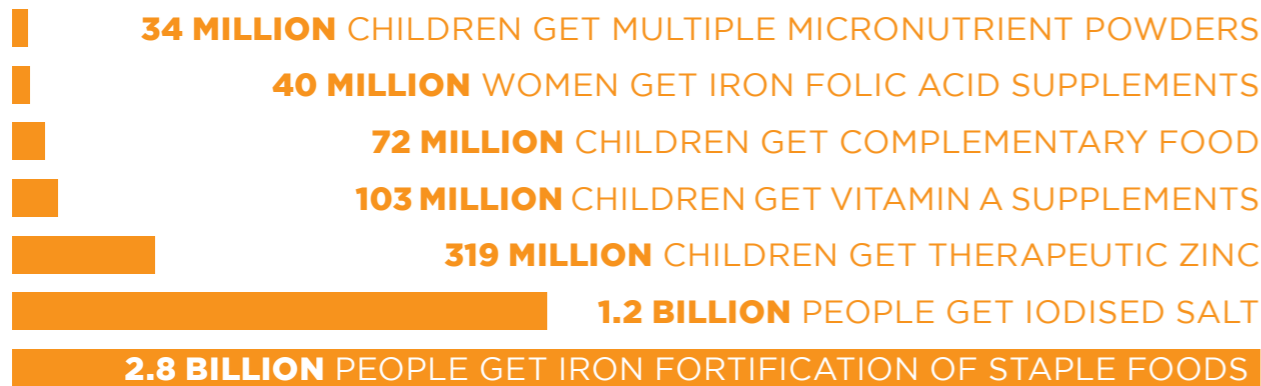 34 MILLION CHILDREN GET MULTIPLE MICRONUTRIENT POWDERS
40 MILLION WOMEN GET IRON FOLIC ACID SUPPLEMENTS
72 MILLION CHILDREN GET COMPLEMENTARY FOOD
103 MILLION CHILDREN GET VITAMIN A SUPPLEMENTS
319 MILLION CHILDREN GET THERAPEUTIC ZINC
1.2 BILLION PEOPLE GET IODISED SALT
2.8 BILLION PEOPLE GET IRON FORTIFICATION OF STAPLE FOODS